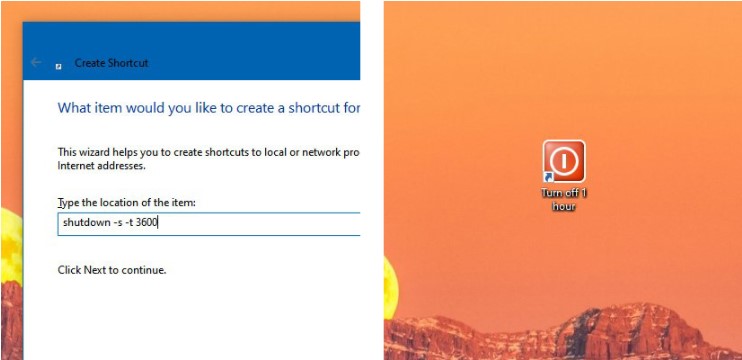 Create Shortcut
What item would you like to create a shortcut for
This wizard helps you to create shortcuts to local or network pro
Internet addresses.
Type the location of the item:
shutdown -s -t 3600
Click Next to continue.
Turn off 1
hour